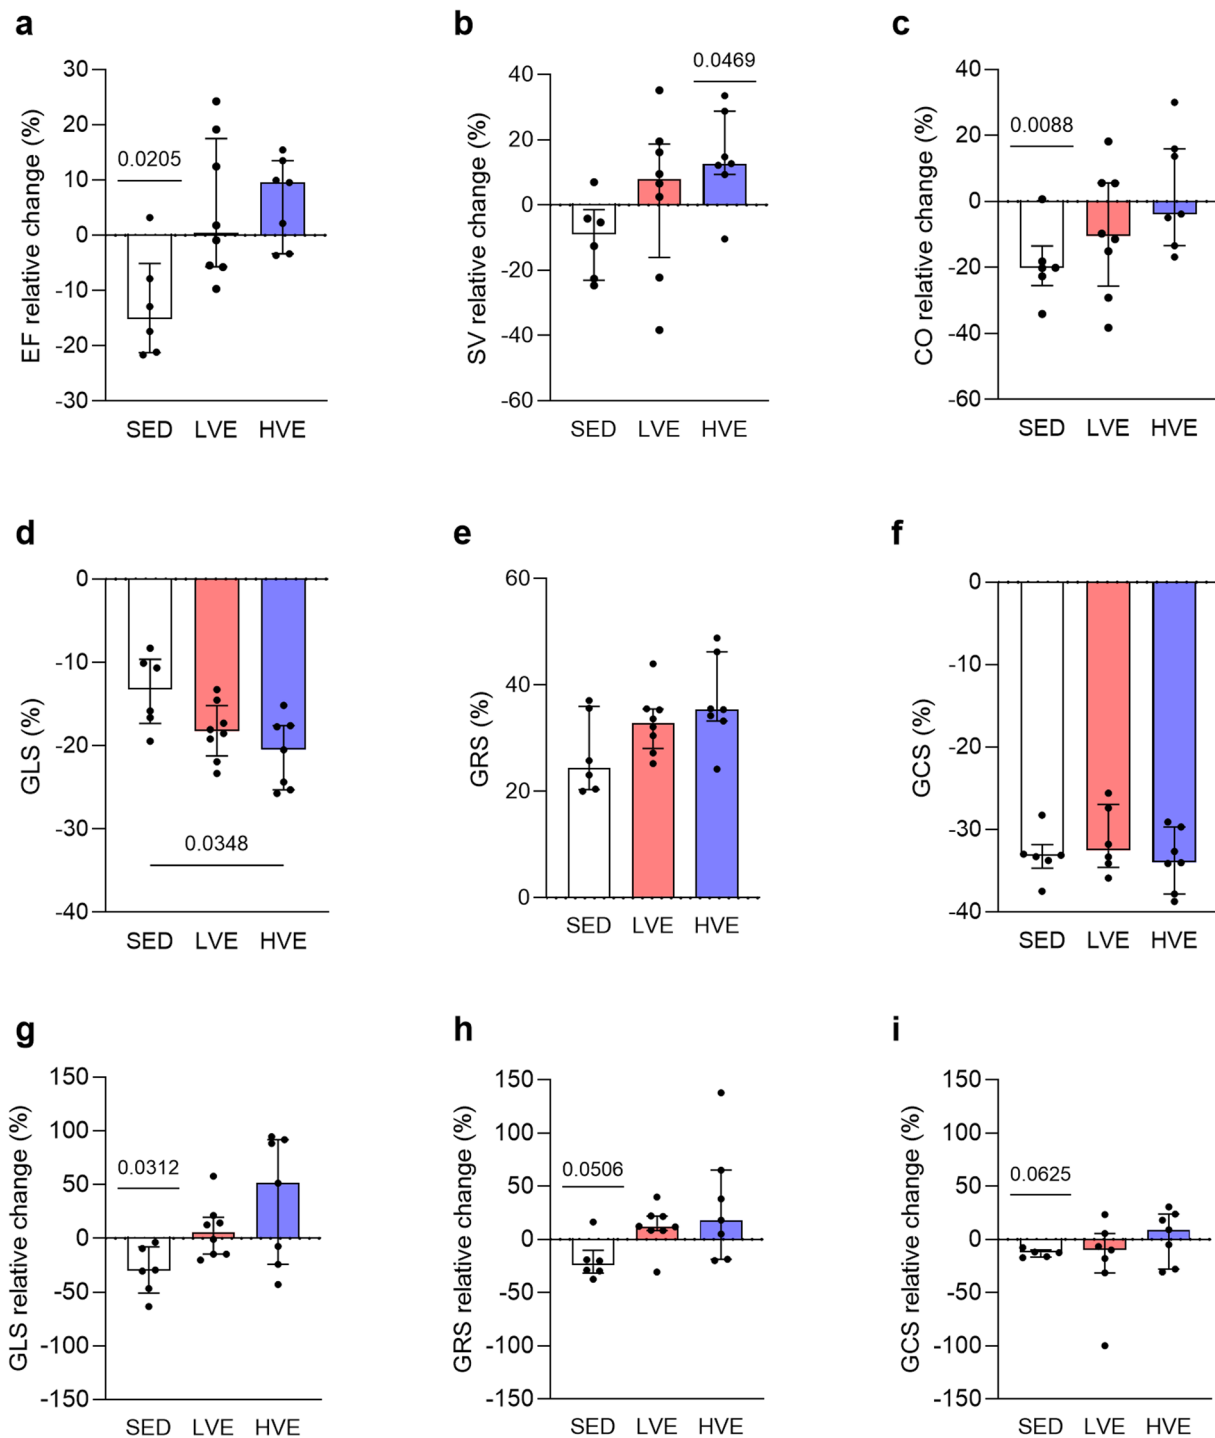 a
EF relative change (%)
30
20
10
0
-10
-20
-30
0.0205
SED LVE HVE
b
SV relative change (%)
40
20
0
-20
-40
-60
0.0469
SED LVE HVE
c
CO relative change (%)
40
20
0
-20
-40
-60
0.0088
SED LVE HVE
d
GLS (%)
0
-10
-20
-30
-40
0.0348
SED LVE HVE
e
GRS (%)
60
40
20
0
SED LVE HVE
f
GCS (%)
0
-10
-20
-30
-40
SED LVE HVE
g
GLS relative change (%)
150
100
50
0
-50
-100
-150
0.0312
SED LVE HVE
h
GRS relative change (%)
150
100
50
0
-50
-100
-150
0.0506
SED LVE HVE
i
GCS relative change (%)
150
100
50
0
-50
-100
-150
0.0625
SED LVE HVE